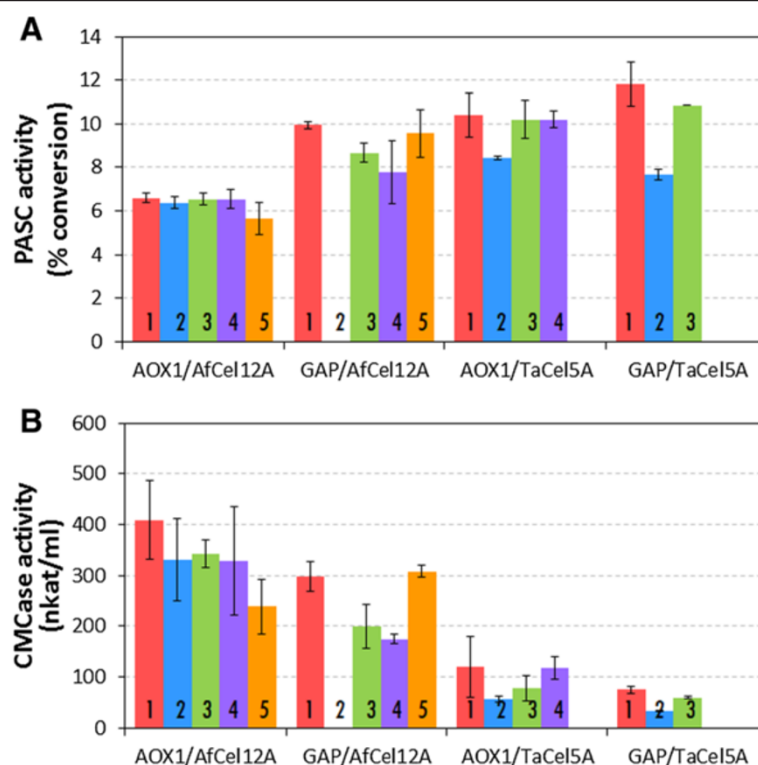 A
PASC activity
(% conversion)
14
12
10
8
6
4
2
0
1 2 3 4 5 1 2 3 4 5 1 2 3 4 1 2 3
AOX1/AfCel12A GAP/AfCel12A AOX1/TaCel5A GAP/TaCel5A
B
CMCase activity
(nkat/ml)
600
500
400
300
200
100
0
1 2 3 4 5 1 2 3 4 5 1 2 3 4 1 2 3
AOX1/AfCel12A GAP/AfCel12A AOX1/TaCel5A GAP/TaCel5A